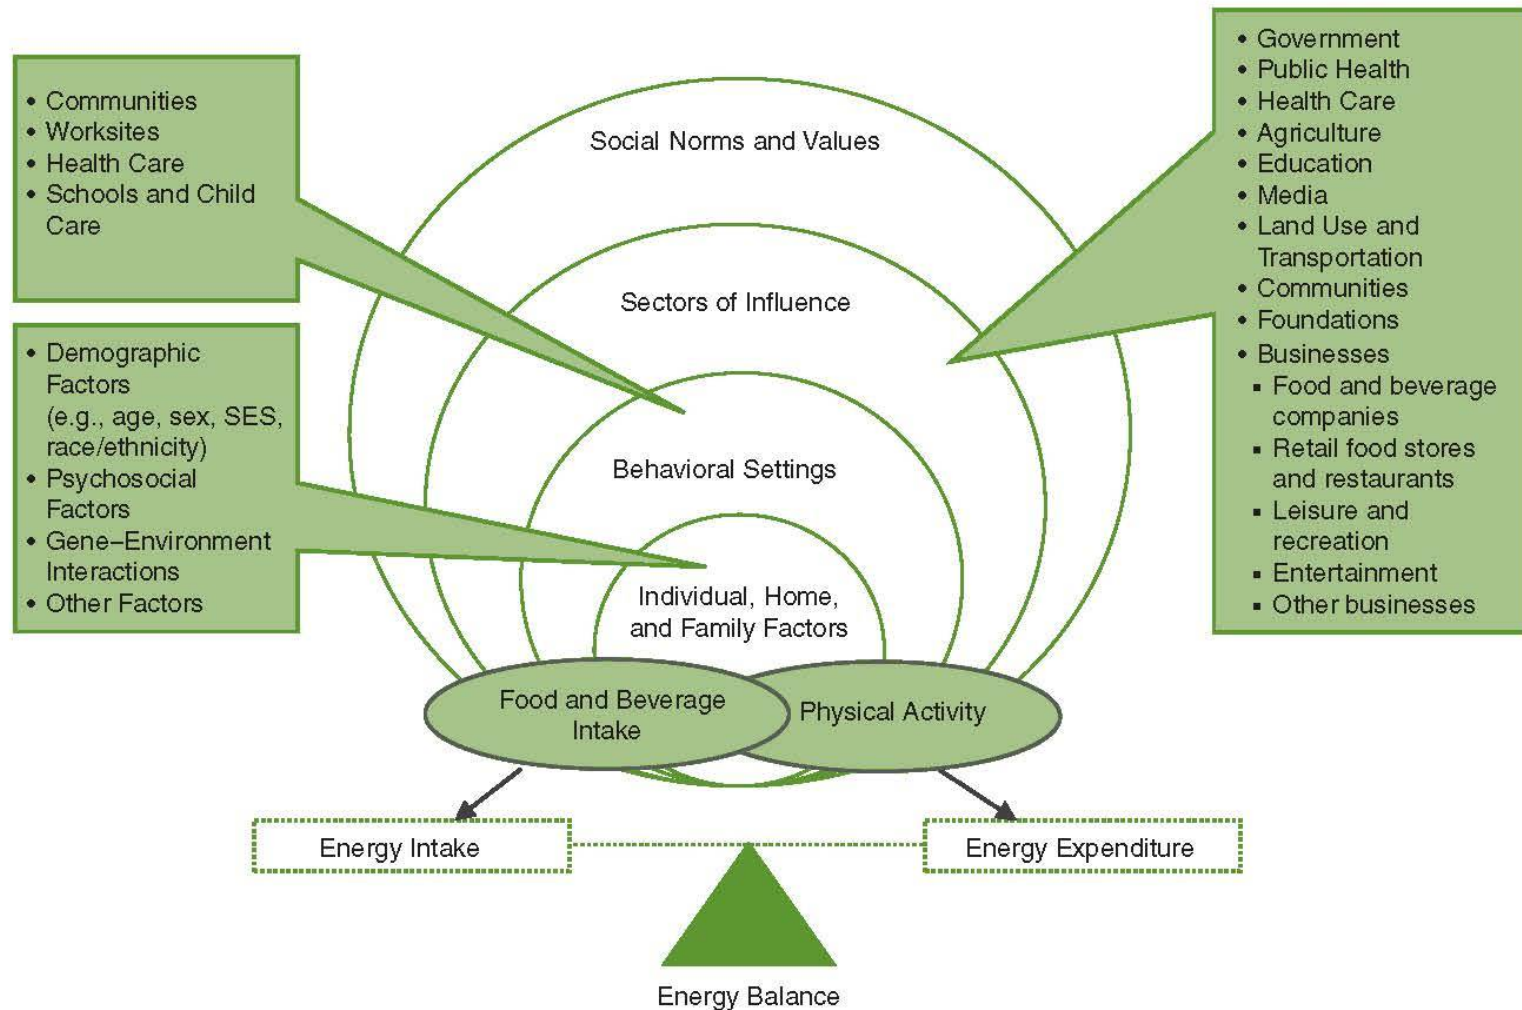 • Communities
• Worksites
• Health Care
• Schools and Child
Care
• Demographic
Factors
(e.g., age, sex, SES,
race/ethnicity)
• Psychosocial
Factors
• Gene–Environment
Interactions
• Other Factors
Social Norms and Values
Sectors of Influence
Behavioral Settings
Individual, Home,
and Family Factors
Food and Beverage
Intake
Physical Activity
• Government
• Public Health
• Health Care
• Agriculture
• Education
• Media
• Land Use and
Transportation
• Communities
• Foundations
• Businesses
▪ Food and beverage
companies
▪ Retail food stores
and restaurants
▪ Leisure and
recreation
▪ Entertainment
▪ Other businesses
Energy Intake
Energy Expenditure
Energy Balance